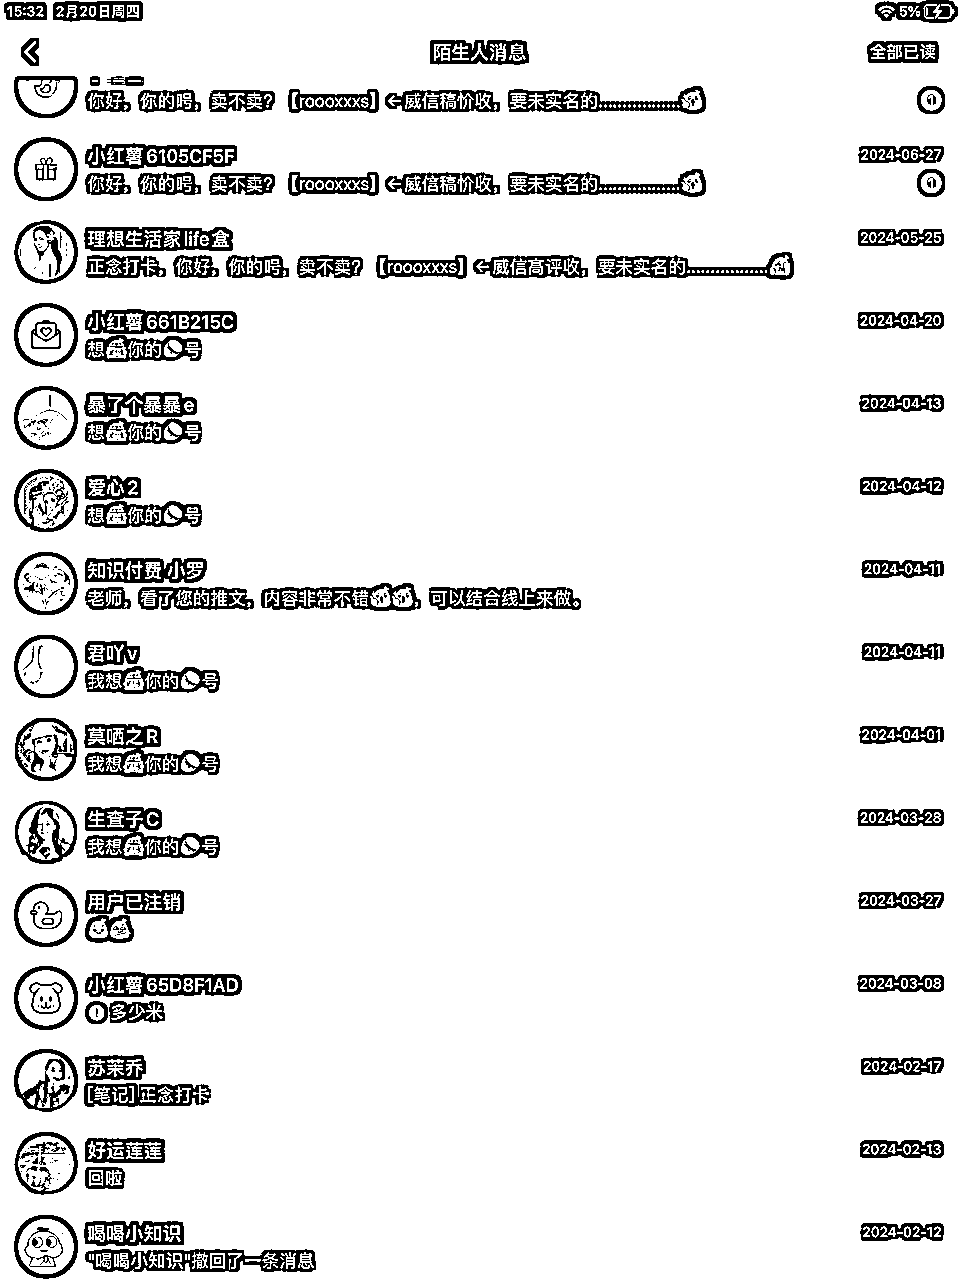 15:32 2月20日周四 5%
陌生人消息 全部已读
你好，你的号，卖不卖？【roooxxxs】←威信稿价收，要未实名的.................. 1
小红薯6105CF5F 2024-06-27
你好，你的号，卖不卖？【roooxxxs】←威信稿价收，要未实名的.................. 1
理想生活家life盒 2024-05-25
正念打卡，你好，你的号，卖不卖？【roooxxxs】←威信高评收，要未实名的..................
小红薯661B215C 2024-04-20
想 你的 号
暴了个暴暴e 2024-04-13
想 你的 号
爱心2 2024-04-12
想 你的 号
知识付费 小罗 2024-04-11
老师，看了您的推文，内容非常不错 ，可以结合线上来做。
君吖v 2024-04-11
我想 你的 号
莫哂之R 2024-04-01
我想 你的 号
生查子C 2024-03-28
我想 你的 号
用户已注销 2024-03-27
小红薯65D8F1AD 2024-03-08
多少米
苏茉乔 2024-02-17
[笔记] 正念打卡
好运莲莲 2024-02-13
回啦
喝喝小知识 2024-02-12
"喝喝小知识"撤回了一条消息